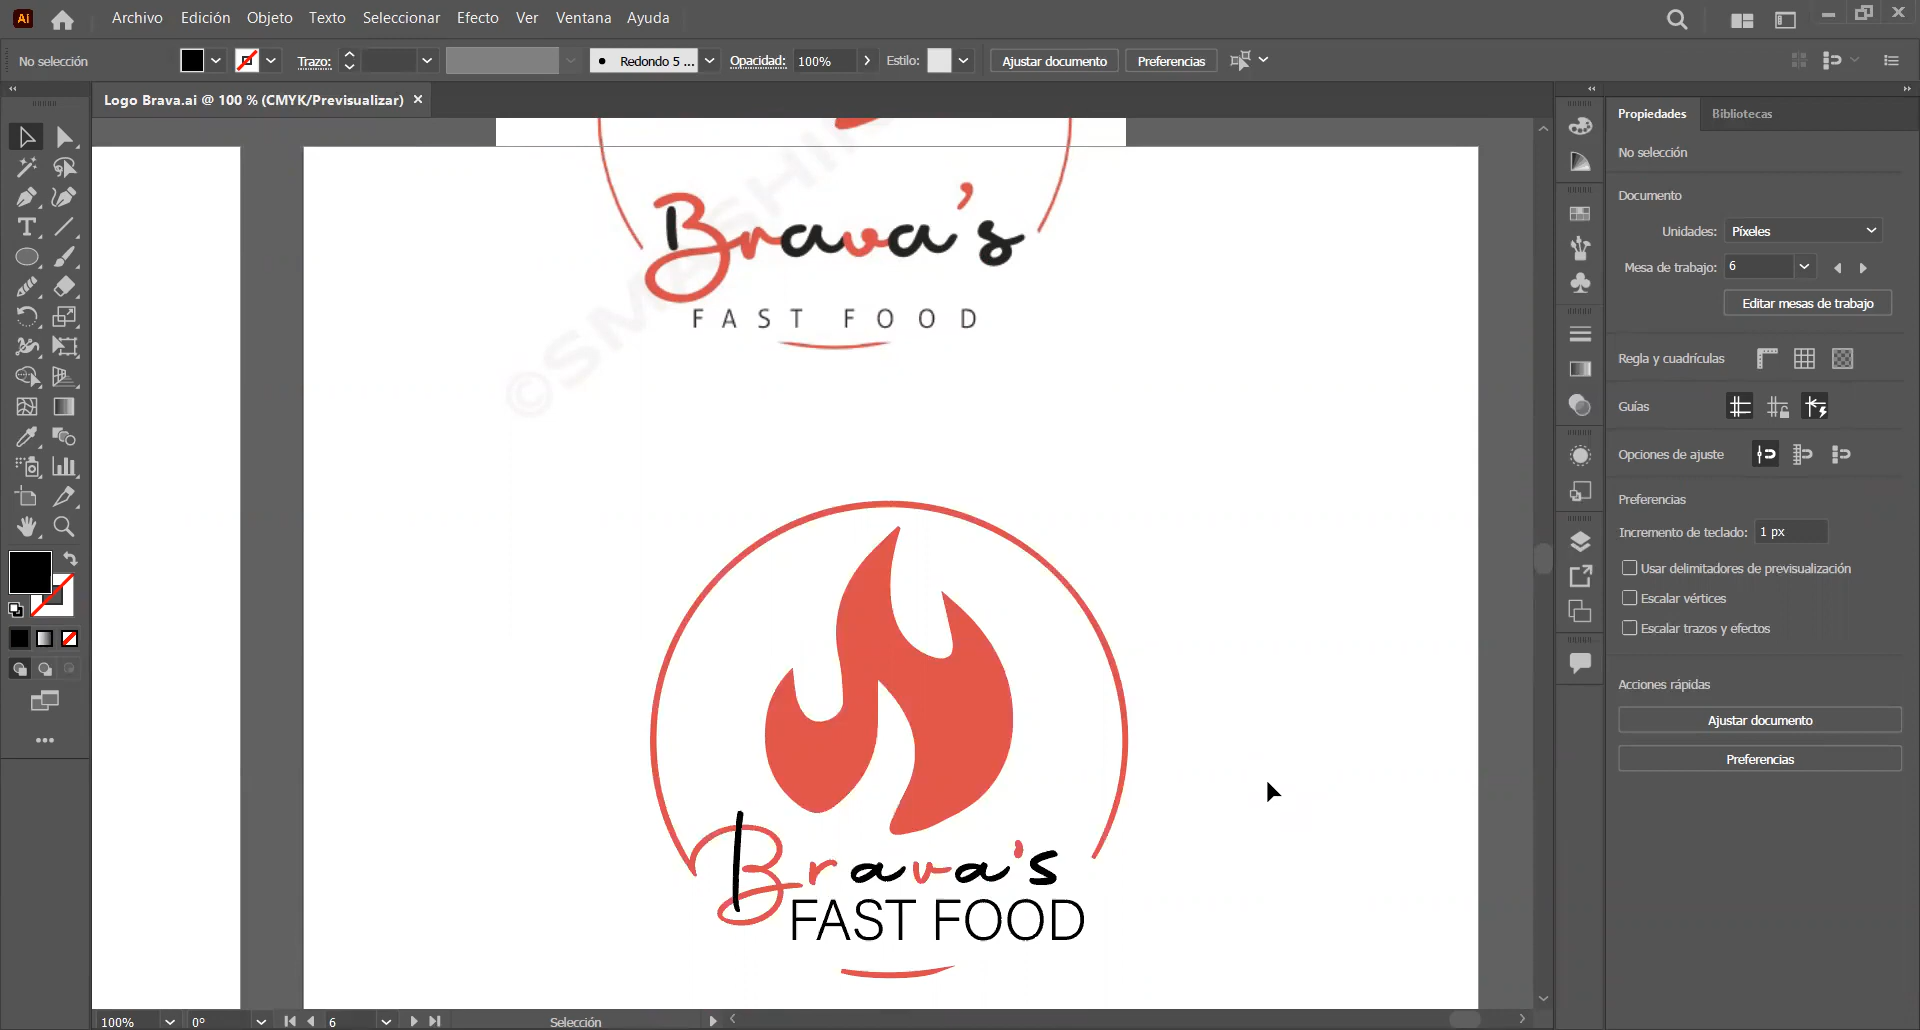 Ai Archivo Edición Objeto Texto Seleccionar Efecto Ver Ventana Ayuda
No selección Trazo: Redondo 5 ... Opacidad: 100% Estilo: Ajustar documento Preferencias
Logo Brava.ai @ 100 % (CMYK/Previsualizar) ×
Propiedades Bibliotecas
No selección
Documento
Unidades: Píxeles
Mesa de trabajo: 6
Editar mesas de trabajo
Regla y cuadrículas
Guías
Opciones de ajuste
Preferencias
Incremento de teclado: 1 px
Usar delimitadores de previsualización
Escalar vértices
Escalar trazos y efectos
Acciones rápidas
Ajustar documento
Preferencias
Brava's
FAST FOOD
Brava's
FAST FOOD
100% 0° 6 Selección